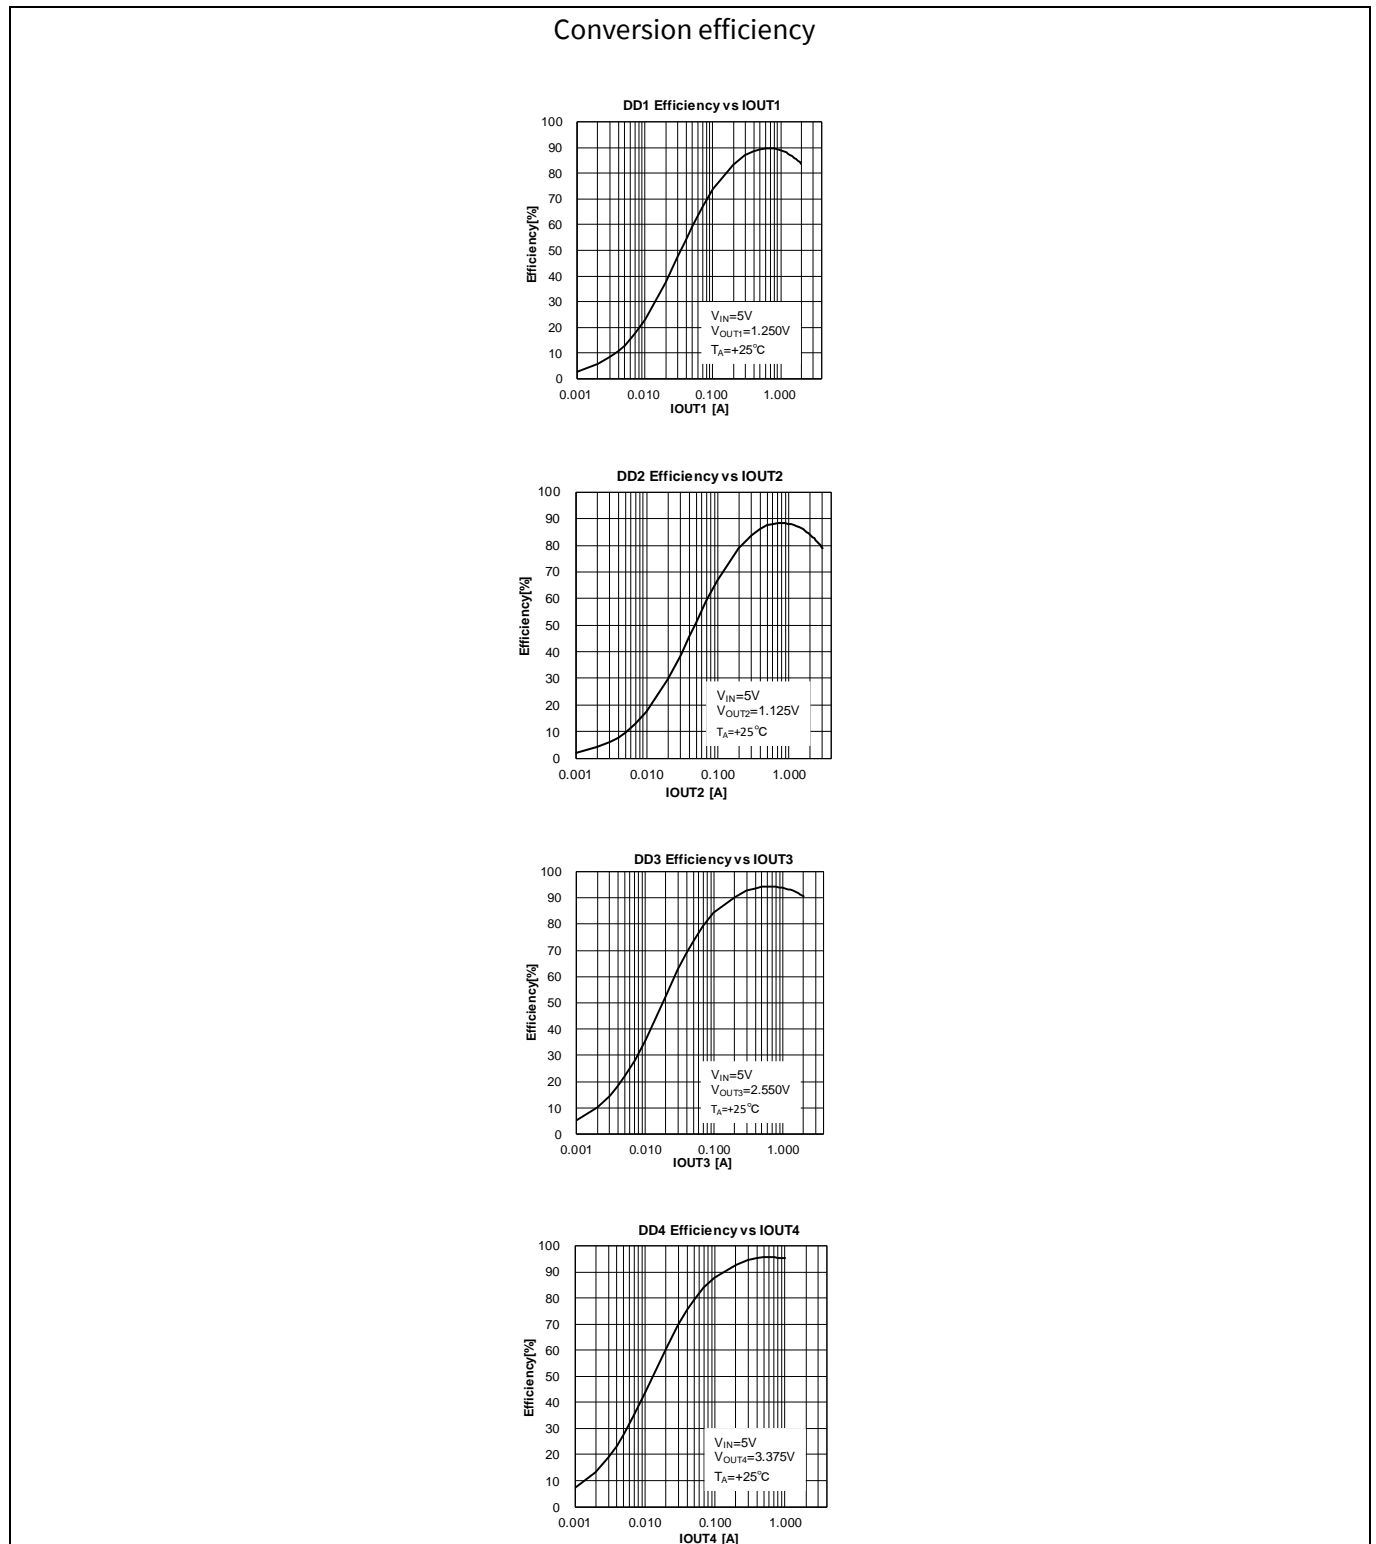 Conversion efficiency
DD1 Efficiency vs IOUT1
100
90
80
70
60
50
40
30
20
10
0
Efficiency[%]
VIN=5V
VOUT1=1.250V
TA=+25°C
0.001 0.010 0.100 1.000
IOUT1 [A]
DD2 Efficiency vs IOUT2
100
90
80
70
60
50
40
30
20
10
0
Efficiency[%]
VIN=5V
VOUT2=1.125V
TA=+25°C
0.001 0.010 0.100 1.000
IOUT2 [A]
DD3 Efficiency vs IOUT3
100
90
80
70
60
50
40
30
20
10
0
Efficiency[%]
VIN=5V
VOUT3=2.550V
TA=+25°C
0.001 0.010 0.100 1.000
IOUT3 [A]
DD4 Efficiency vs IOUT4
100
90
80
70
60
50
40
30
20
10
0
Efficiency[%]
VIN=5V
VOUT4=3.375V
TA=+25°C
0.001 0.010 0.100 1.000
IOUT4 [A]